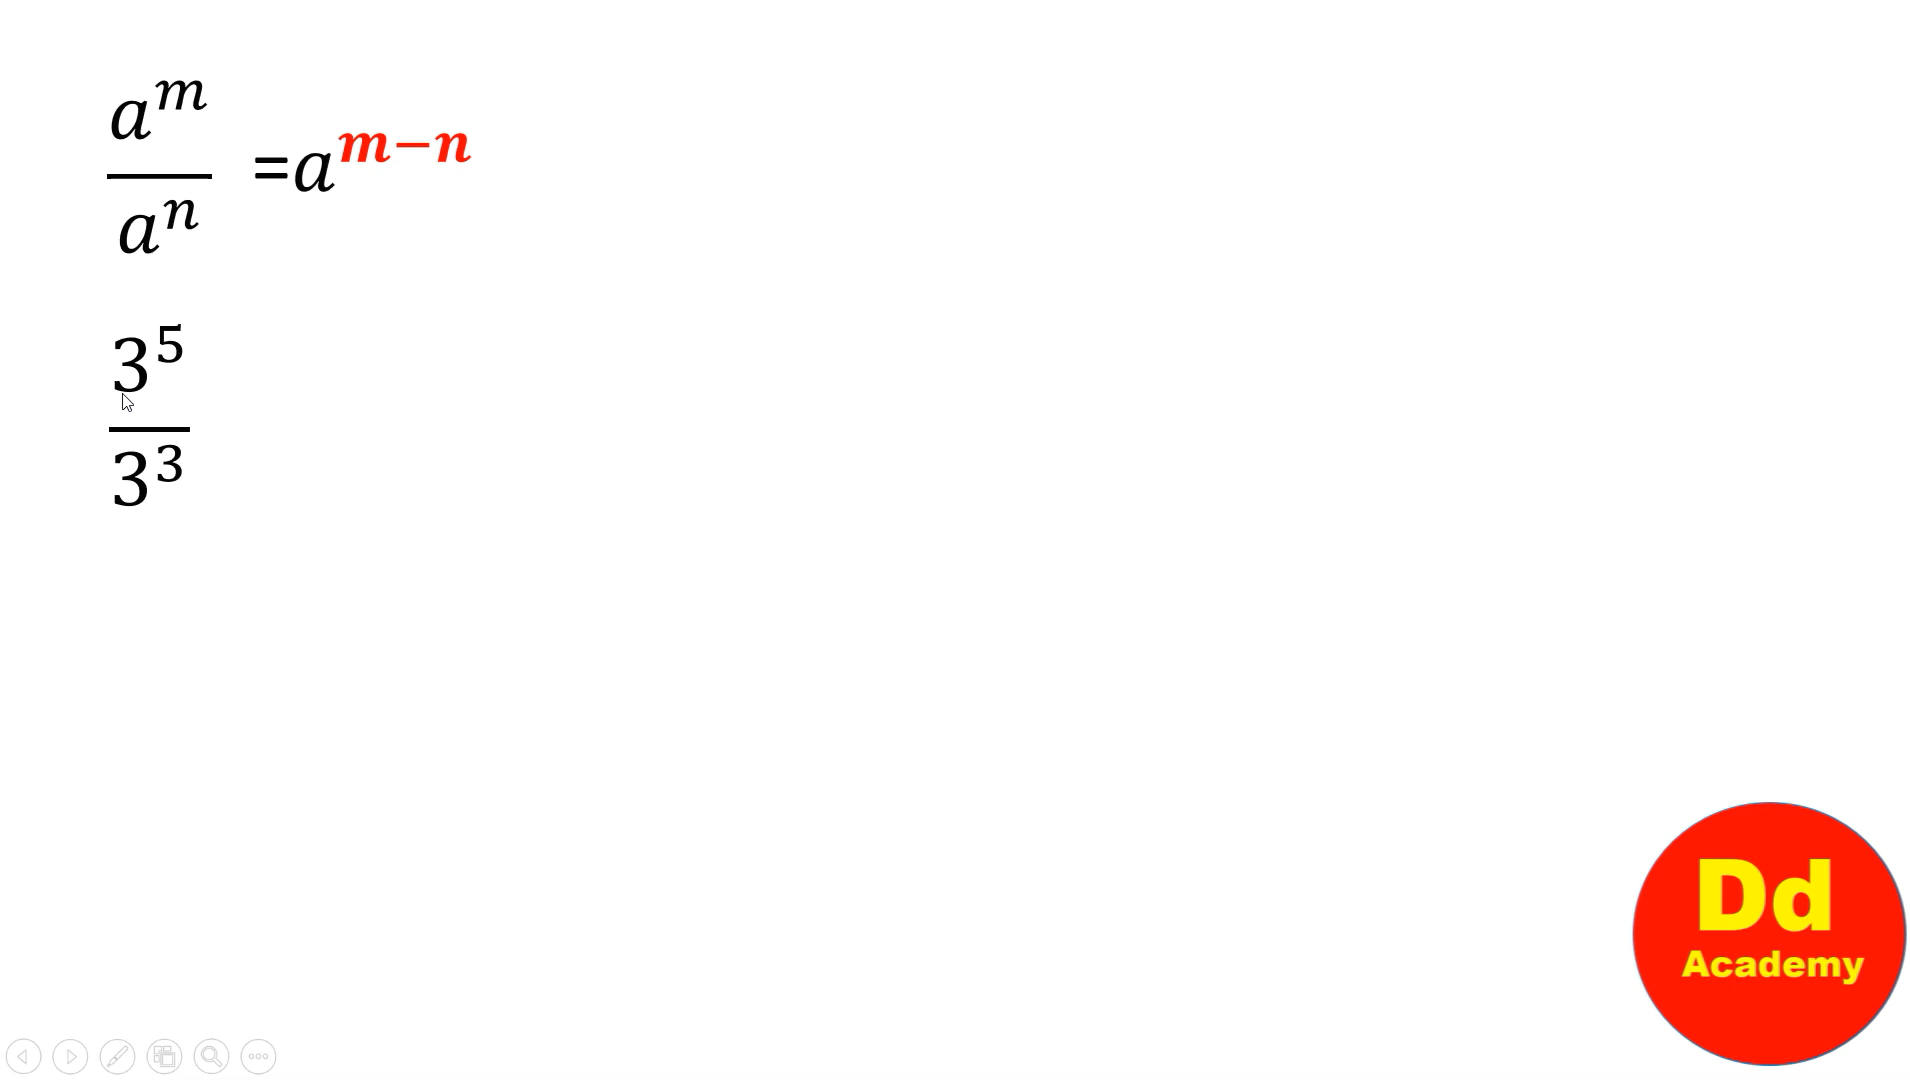 a^m / a^n = a^{m−n}
3^5 / 3^3
Dd
Academy